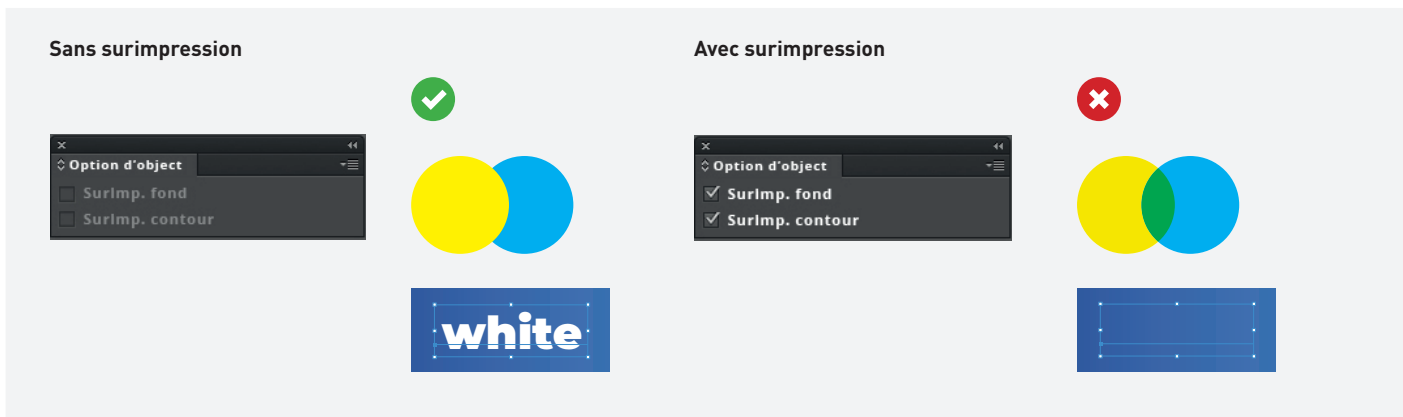 Sans surimpression
Option d'object
SurImp. fond
SurImp. contour
white
Avec surimpression
Option d'object
SurImp. fond
SurImp. contour